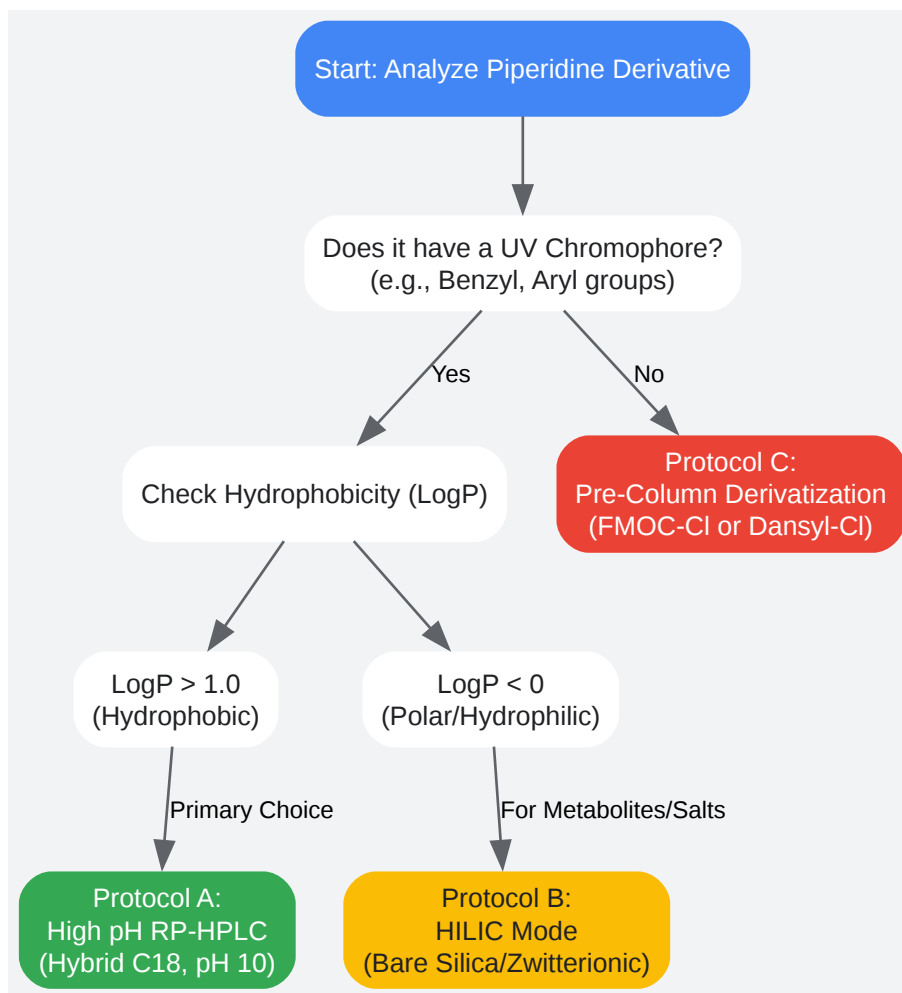 Start: Analyze Piperidine Derivative
Does it have a UV Chromophore?
(e.g., Benzyl, Aryl groups)
Yes
No
Check Hydrophobicity (LogP)
Protocol C:
Pre-Column Derivatization
(FMOC-Cl or Dansyl-Cl)
LogP > 1.0
(Hydrophobic)
LogP < 0
(Polar/Hydrophilic)
Primary Choice
For Metabolites/Salts
Protocol A:
High pH RP-HPLC
(Hybrid C18, pH 10)
Protocol B:
HILIC Mode
(Bare Silica/Zwitterionic)